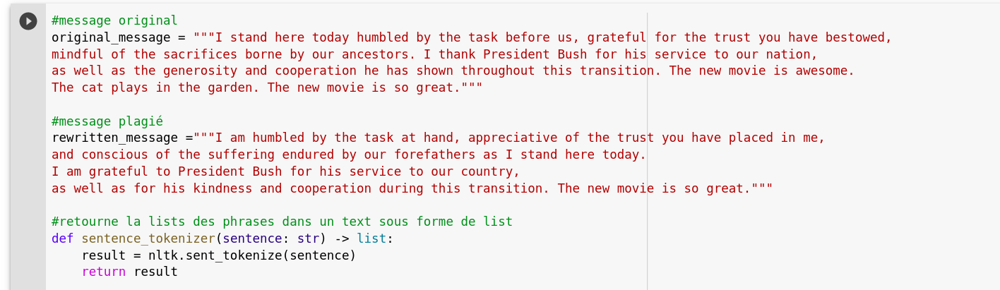 #message original
original_message = """I stand here today humbled by the task before us, grateful for the trust you have bestowed,
mindful of the sacrifices borne by our ancestors. I thank President Bush for his service to our nation,
as well as the generosity and cooperation he has shown throughout this transition. The new movie is awesome.
The cat plays in the garden. The new movie is so great."""

#message plagié
rewritten_message ="""I am humbled by the task at hand, appreciative of the trust you have placed in me,
and conscious of the suffering endured by our forefathers as I stand here today.
I am grateful to President Bush for his service to our country,
as well as for his kindness and cooperation during this transition. The new movie is so great."""

#retourne la lists des phrases dans un text sous forme de list
def sentence_tokenizer(sentence: str) -> list:
    result = nltk.sent_tokenize(sentence)
    return result